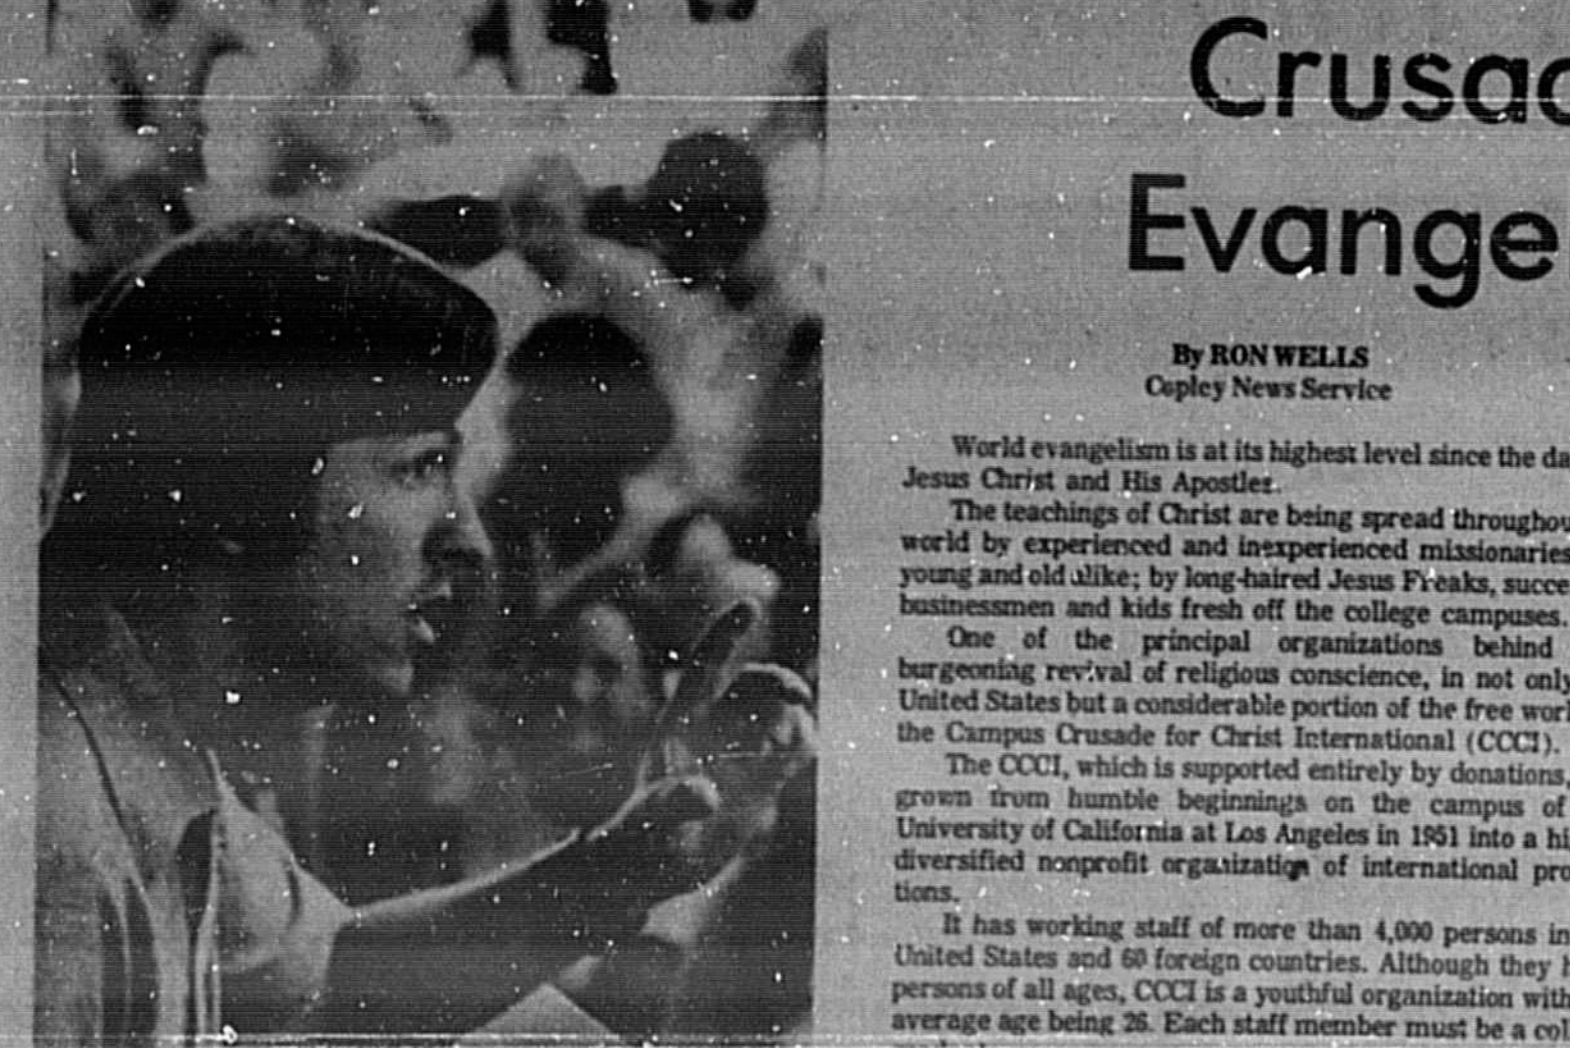 Crusad
Evange
By RON WELLS
Copley News Service
World evangelism is at its highest level since the da
Jesus Christ and His Apostles.
The teachings of Christ are being spread throughou
world by experienced and inexperienced missionaries
young and old alike; by long-haired Jesus Freaks, succe
businessmen and kids fresh off the college campuses.
One of the principal organizations behind
burgeoning revival of religious conscience, in not only
United States but a considerable portion of the free worl
the Campus Crusade for Christ International (CCCI).
The CCCI, which is supported entirely by donations,
grown from humble beginnings on the campus of
University of California at Los Angeles in 1951 into a hi
diversified nonprofit organization of international pro
tions.
It has working staff of more than 4,000 persons in
United States and 60 foreign countries. Although they h
persons of all ages, CCCI is a youthful organization with
average age being 26. Each staff member must be a col